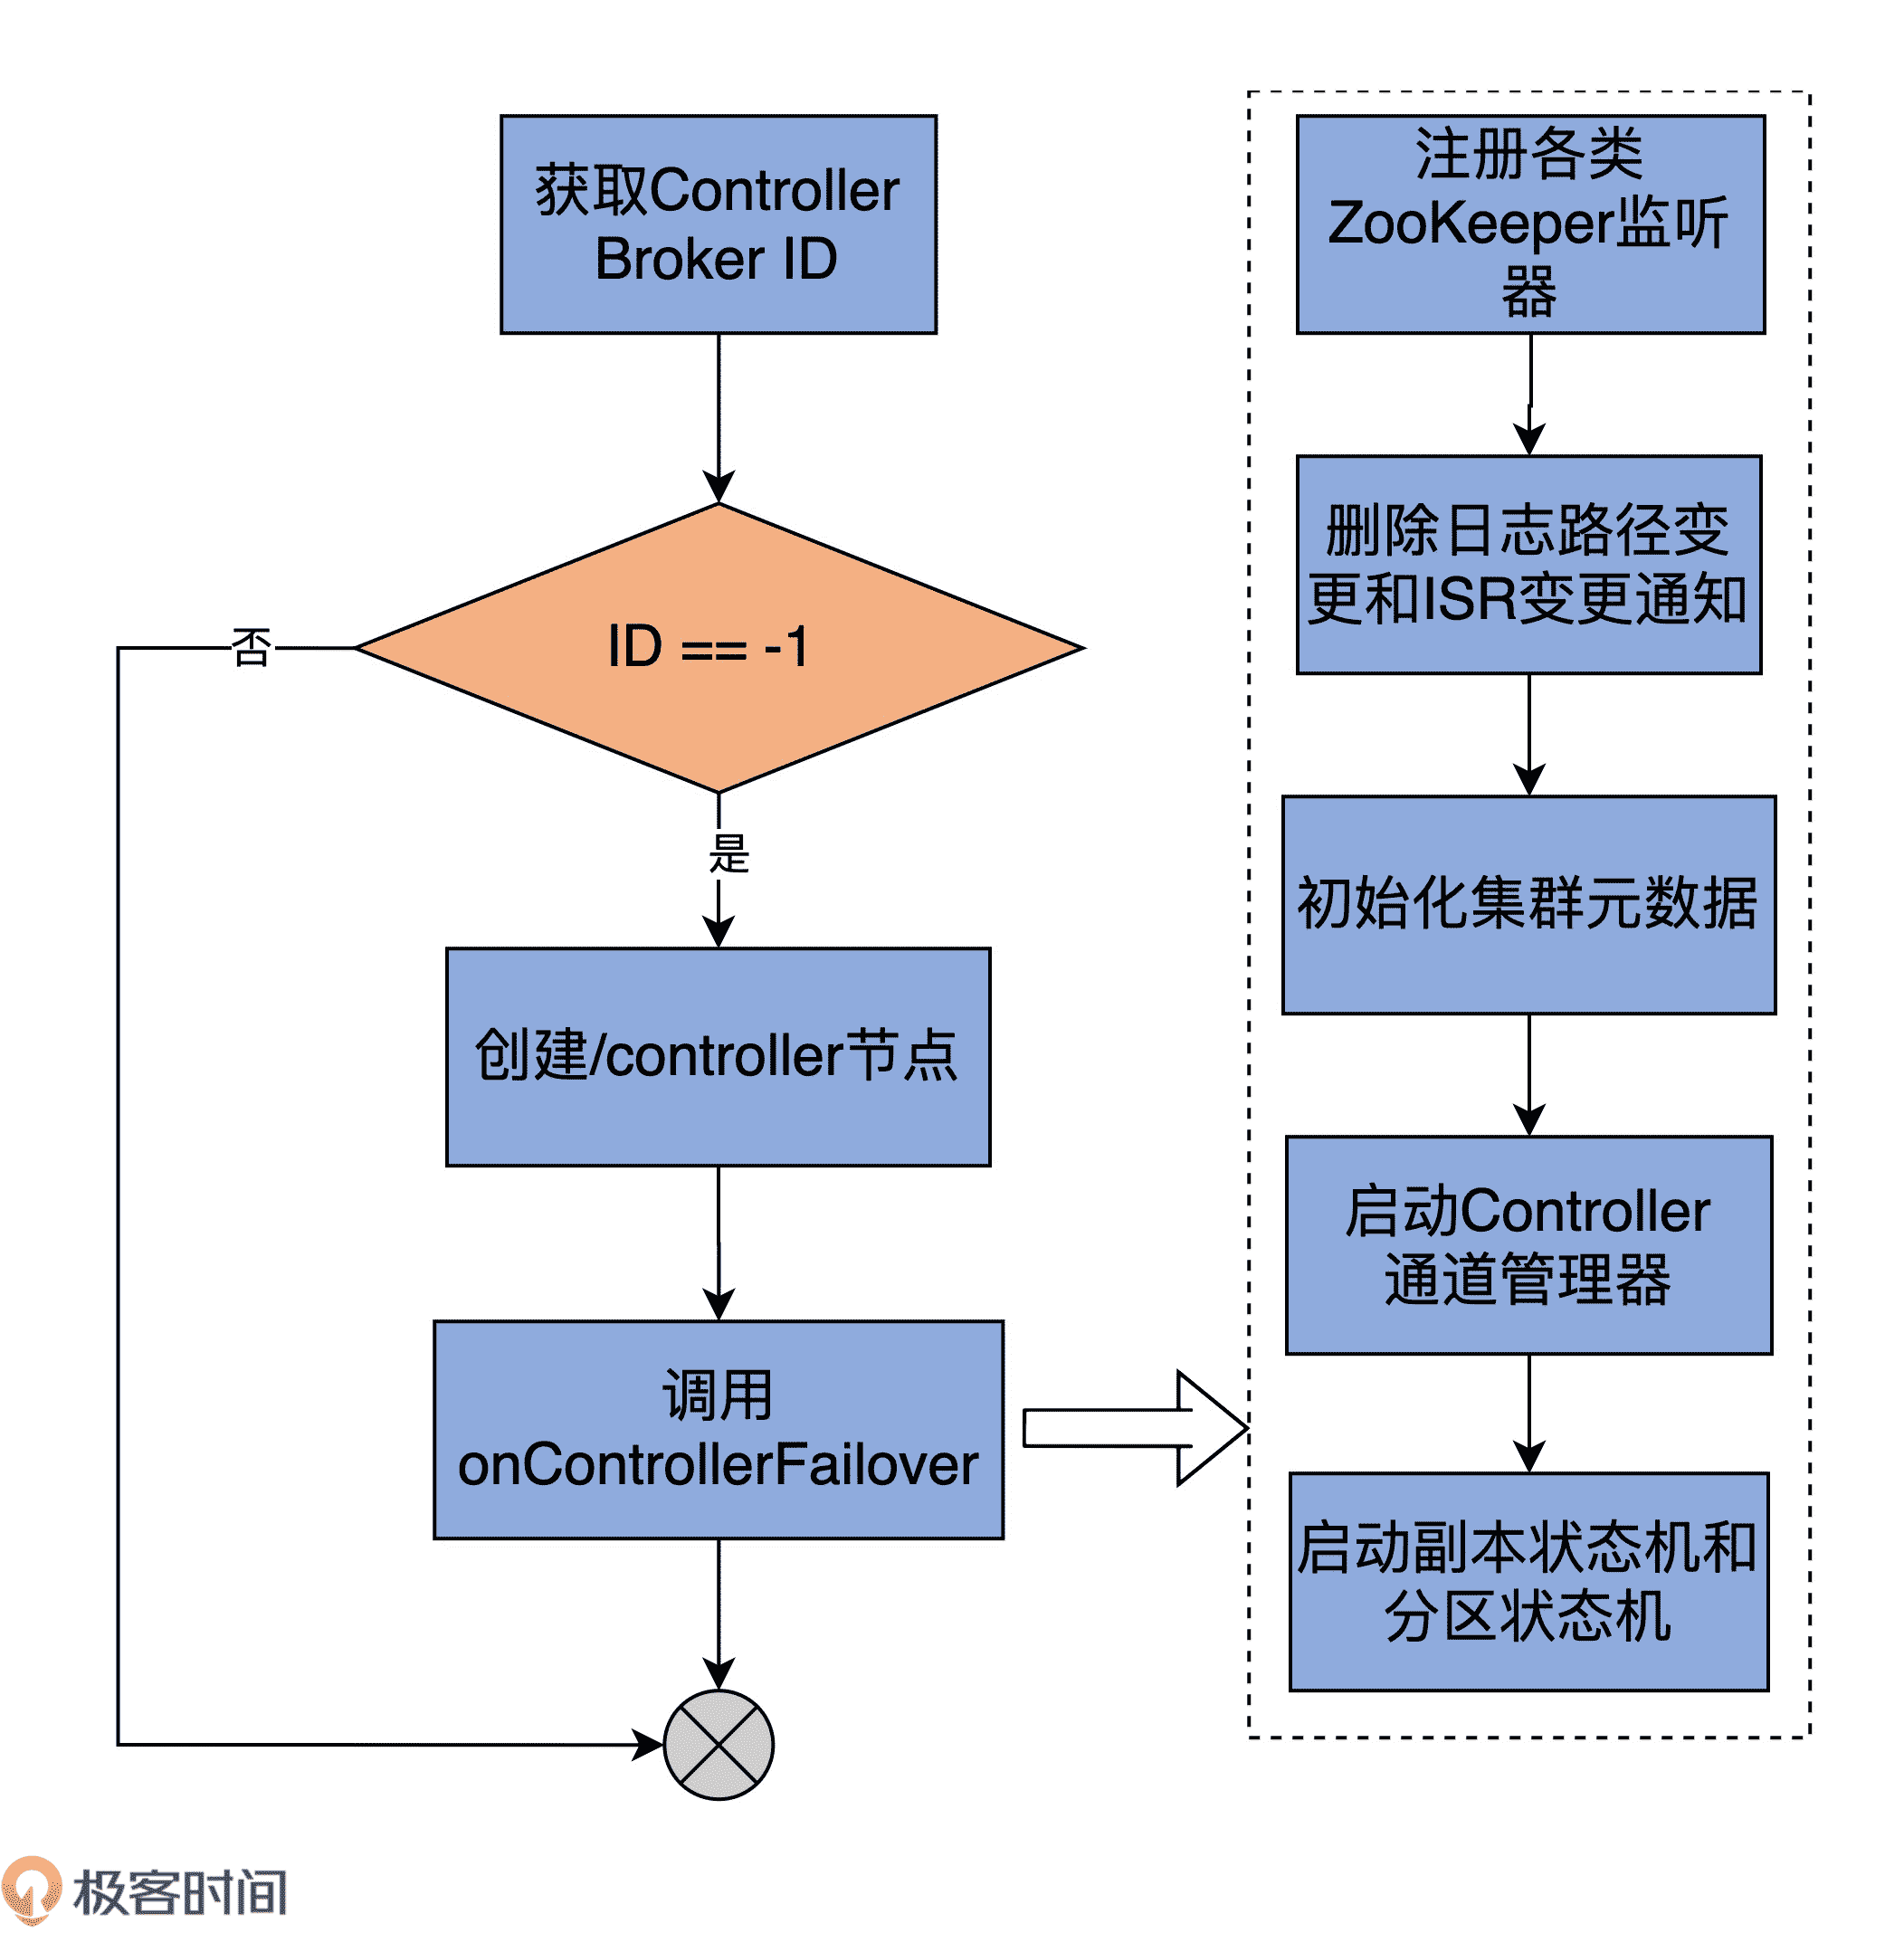 获取Controller
Broker ID
ID == -1
否
是
创建/controller节点
调用
onControllerFailover
注册各类
ZooKeeper监听
器
删除日志路径变
更和ISR变更通知
初始化集群元数据
启动Controller
通道管理器
启动副本状态机和
分区状态机
极客时间